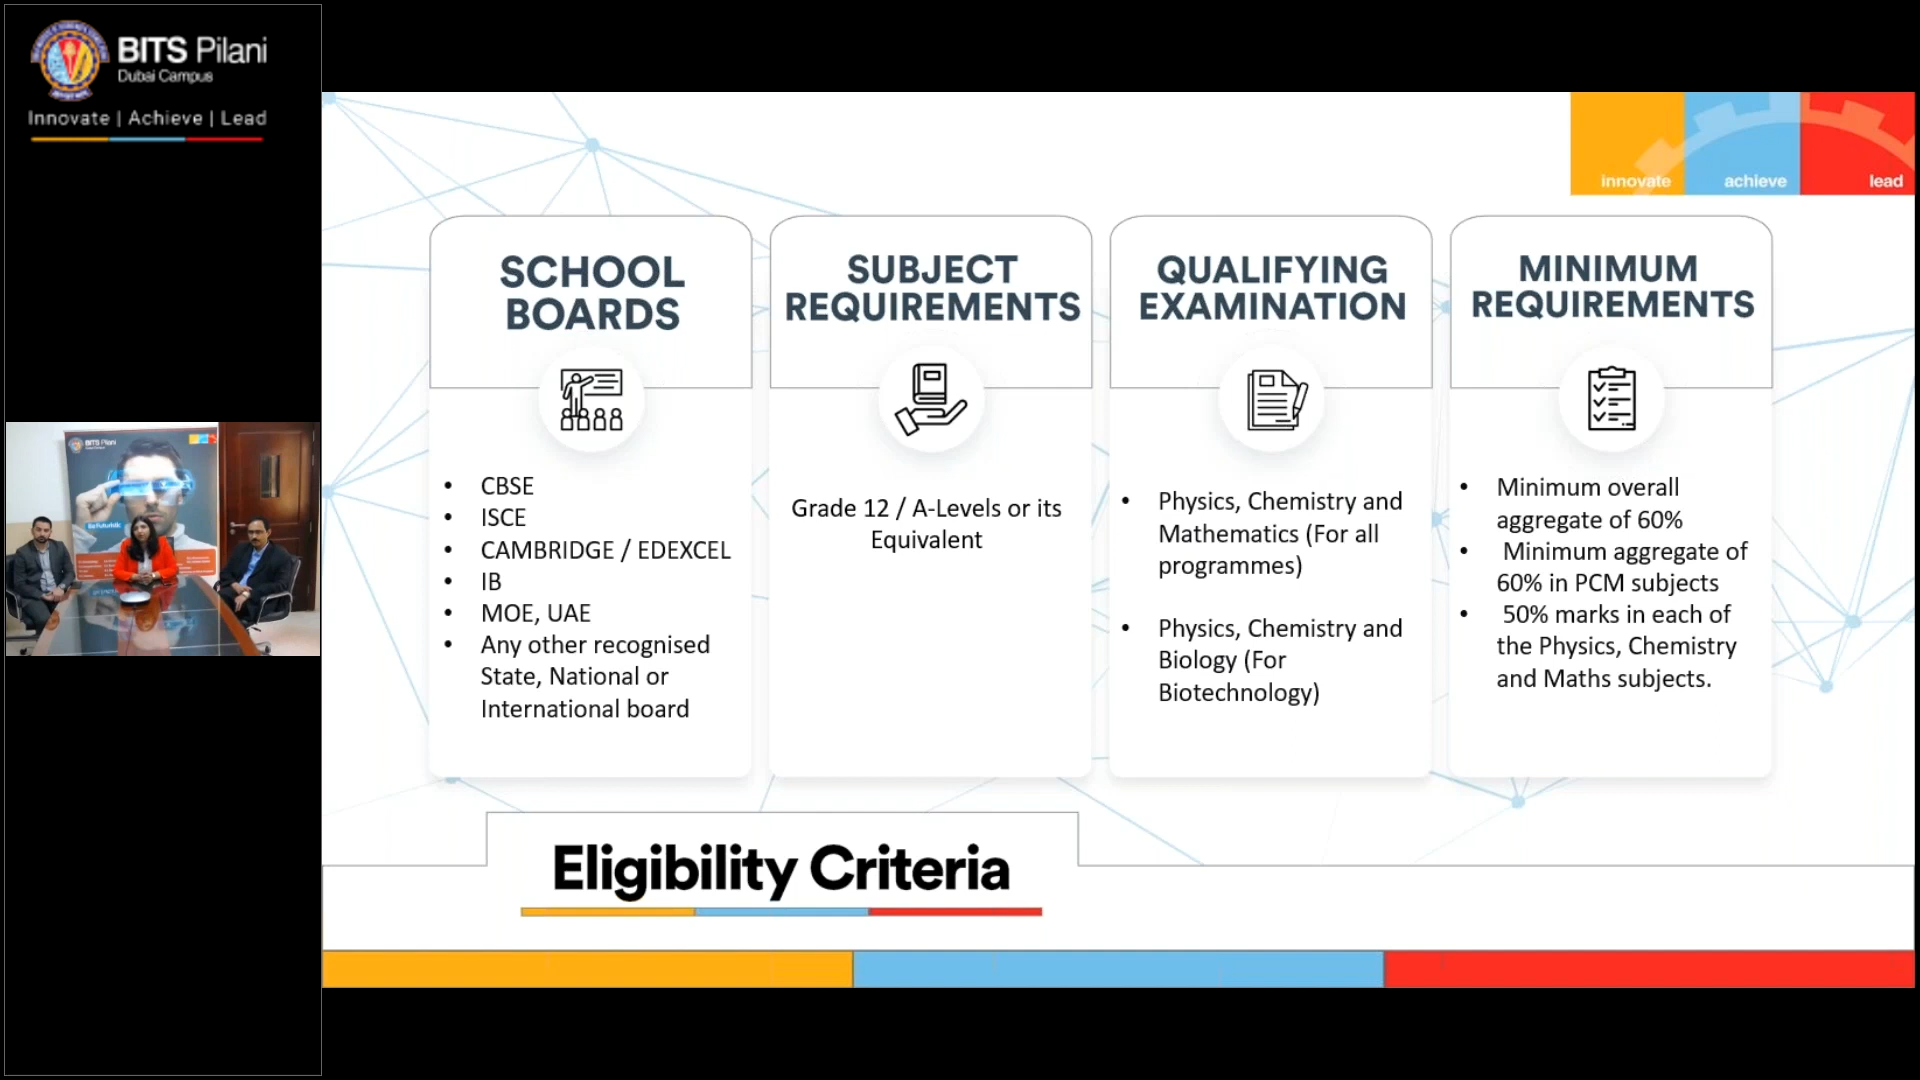 BITS Pilani
Dubai Campus
Innovate | Achieve | Lead
BITS Pilani
innovate achieve lead
SCHOOL
BOARDS
• CBSE
• ISCE
• CAMBRIDGE / EDEXCEL
• IB
• MOE, UAE
• Any other recognised
State, National or
International board
SUBJECT
REQUIREMENTS
Grade 12 / A-Levels or its
Equivalent
QUALIFYING
EXAMINATION
• Physics, Chemistry and
Mathematics (For all
programmes)
• Physics, Chemistry and
Biology (For
Biotechnology)
MINIMUM
REQUIREMENTS
• Minimum overall
aggregate of 60%
• Minimum aggregate of
60% in PCM subjects
• 50% marks in each of
the Physics, Chemistry
and Maths subjects.
Eligibility Criteria